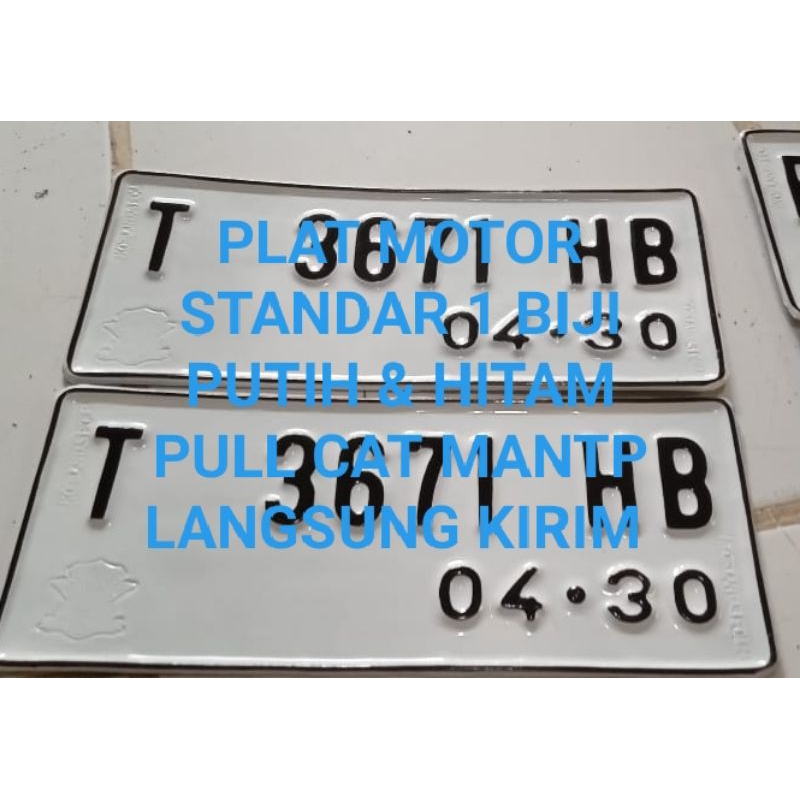 T 3671 HB
04·30
T 3671 HB
04·30
PLAT MOTOR
STANDAR 1 BIJI
PUTIH & HITAM
PULL CAT MANTP
LANGSUNG KIRIM